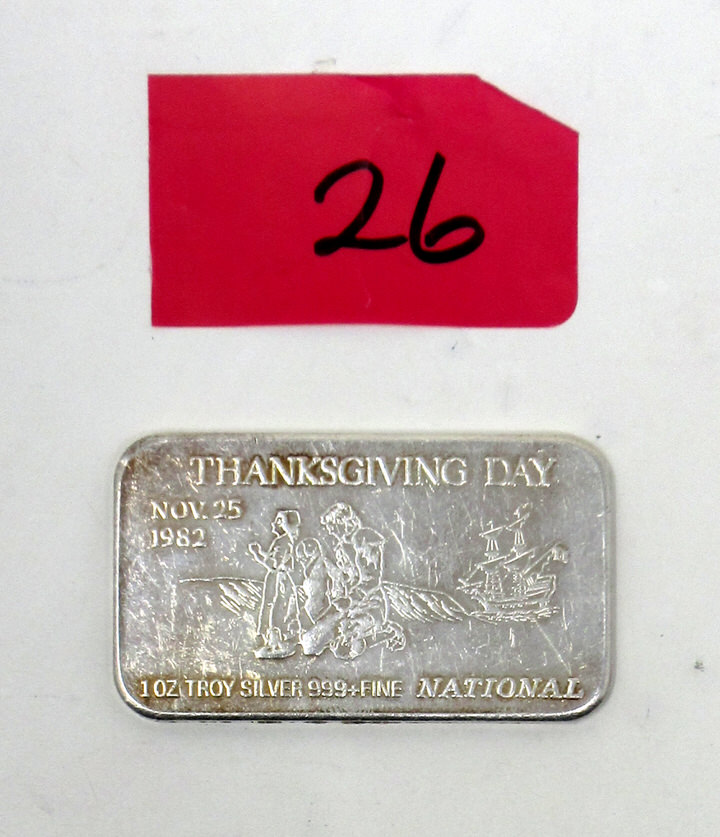 26
THANKSGIVING DAY
NOV. 25
1982
1 OZ TROY SILVER 999+FINE NATIONAL